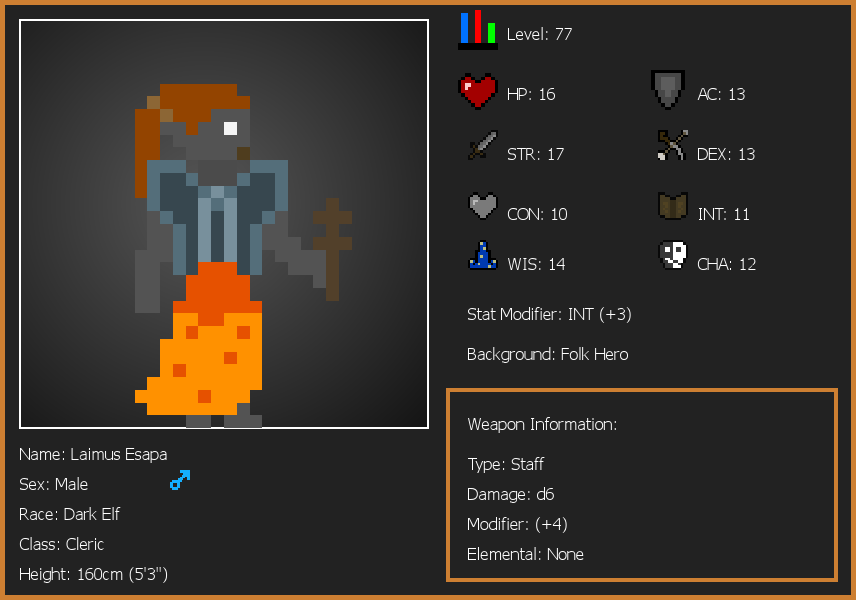 Level: 77
HP: 16
AC: 13
STR: 17
DEX: 13
CON: 10
INT: 11
WIS: 14
CHA: 12
Stat Modifier: INT (+3)
Background: Folk Hero
Weapon Information:
Type: Staff
Damage: d6
Modifier: (+4)
Elemental: None
Name: Laimus Esapa
Sex: Male
Race: Dark Elf
Class: Cleric
Height: 160cm (5'3")